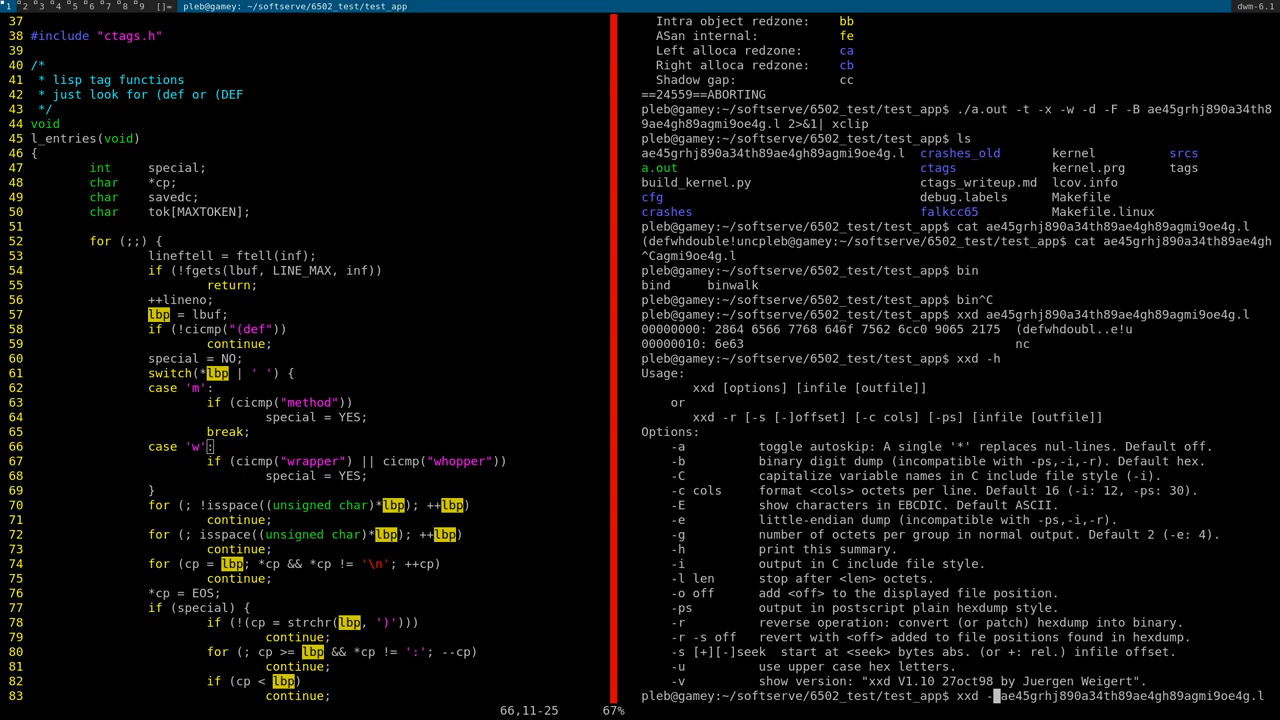 1 2 3 4 5 6 7 8 9 []= pleb@gamey: ~/softserve/6502_test/test_app dwm-6.1
37
38 #include "ctags.h"
39
40 /*
41  * lisp tag functions
42  * just look for (def or (DEF
43  */
44 void
45 l_entries(void)
46 {
47         int     special;
48         char    *cp;
49         char    savedc;
50         char    tok[MAXTOKEN];
51
52         for (;;) {
53                 lineftell = ftell(inf);
54                 if (!fgets(lbuf, LINE_MAX, inf))
55                         return;
56                 ++lineno;
57                 lbp = lbuf;
58                 if (!cicmp("(def"))
59                         continue;
60                 special = NO;
61                 switch(*lbp | ' ') {
62                 case 'm':
63                         if (cicmp("method"))
64                                 special = YES;
65                         break;
66                 case 'w':
67                         if (cicmp("wrapper") || cicmp("whopper"))
68                                 special = YES;
69                 }
70                 for (; !isspace((unsigned char)*lbp); ++lbp)
71                         continue;
72                 for (; isspace((unsigned char)*lbp); ++lbp)
73                         continue;
74                 for (cp = lbp; *cp && *cp != '\n'; ++cp)
75                         continue;
76                 *cp = EOS;
77                 if (special) {
78                         if (!(cp = strchr(lbp, ')')))
79                                 continue;
80                         for (; cp >= lbp && *cp != ':'; --cp)
81                                 continue;
82                         if (cp < lbp)
83                                 continue;
66,11-25 67%
  Intra object redzone:    bb
  ASan internal:           fe
  Left alloca redzone:     ca
  Right alloca redzone:    cb
  Shadow gap:              cc
==24559==ABORTING
pleb@gamey:~/softserve/6502_test/test_app$ ./a.out -t -x -w -d -F -B ae45grhj890a34th8
9ae4gh89agmi9oe4g.l 2>&1| xclip
pleb@gamey:~/softserve/6502_test/test_app$ ls
ae45grhj890a34th89ae4gh89agmi9oe4g.l  crashes_old       kernel          srcs
a.out                                 ctags             kernel.prg      tags
build_kernel.py                       ctags_writeup.md  lcov.info
cfg                                   debug.labels      Makefile
crashes                               falkcc65          Makefile.linux
pleb@gamey:~/softserve/6502_test/test_app$ cat ae45grhj890a34th89ae4gh89agmi9oe4g.l
(defwhdouble!uncpleb@gamey:~/softserve/6502_test/test_app$ cat ae45grhj890a34th89ae4gh
^Cagmi9oe4g.l
pleb@gamey:~/softserve/6502_test/test_app$ bin
bind     binwalk
pleb@gamey:~/softserve/6502_test/test_app$ bin^C
pleb@gamey:~/softserve/6502_test/test_app$ xxd ae45grhj890a34th89ae4gh89agmi9oe4g.l
00000000: 2864 6566 7768 646f 7562 6cc0 9065 2175  (defwhdoubl..e!u
00000010: 6e63                                     nc
pleb@gamey:~/softserve/6502_test/test_app$ xxd -h
Usage:
       xxd [options] [infile [outfile]]
    or
       xxd -r [-s [-]offset] [-c cols] [-ps] [infile [outfile]]
Options:
    -a          toggle autoskip: A single '*' replaces nul-lines. Default off.
    -b          binary digit dump (incompatible with -ps,-i,-r). Default hex.
    -C          capitalize variable names in C include file style (-i).
    -c cols     format <cols> octets per line. Default 16 (-i: 12, -ps: 30).
    -E          show characters in EBCDIC. Default ASCII.
    -e          little-endian dump (incompatible with -ps,-i,-r).
    -g          number of octets per group in normal output. Default 2 (-e: 4).
    -h          print this summary.
    -i          output in C include file style.
    -l len      stop after <len> octets.
    -o off      add <off> to the displayed file position.
    -ps         output in postscript plain hexdump style.
    -r          reverse operation: convert (or patch) hexdump into binary.
    -r -s off   revert with <off> added to file positions found in hexdump.
    -s [+][-]seek  start at <seek> bytes abs. (or +: rel.) infile offset.
    -u          use upper case hex letters.
    -v          show version: "xxd V1.10 27oct98 by Juergen Weigert".
pleb@gamey:~/softserve/6502_test/test_app$ xxd - ae45grhj890a34th89ae4gh89agmi9oe4g.l